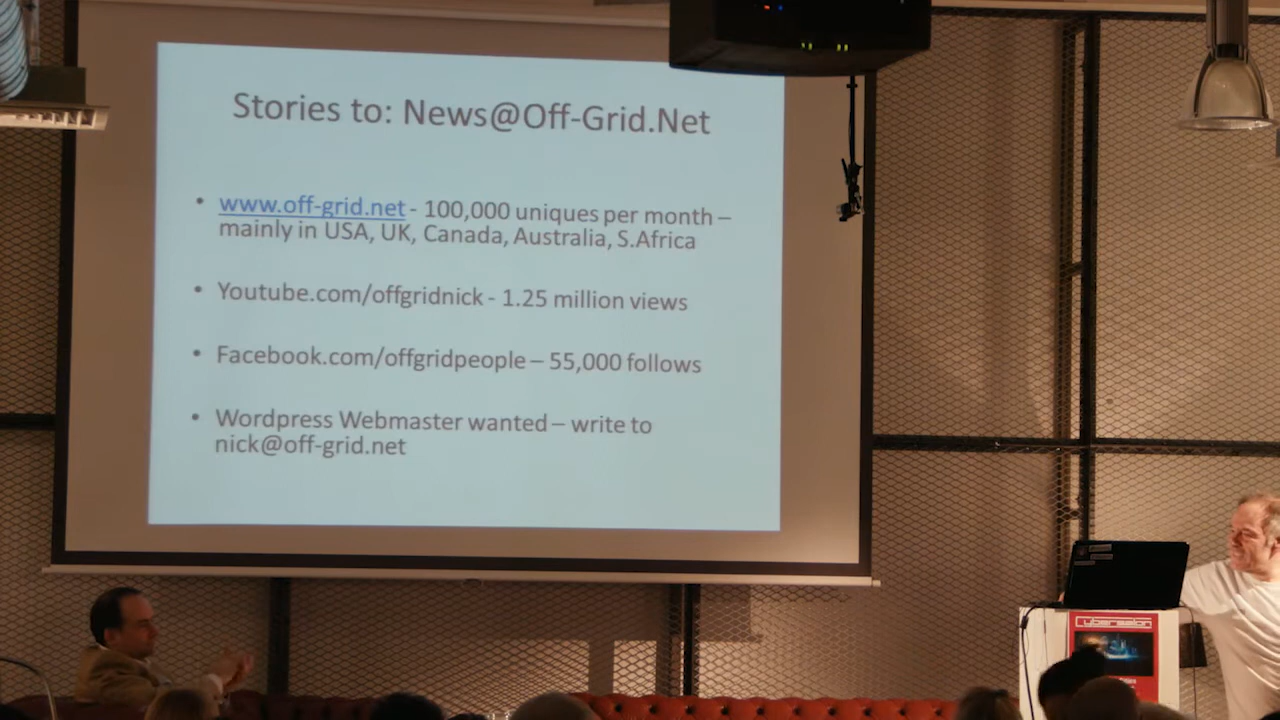 Stories to: News@Off-Grid.Net
• www.off-grid.net - 100,000 uniques per month –
mainly in USA, UK, Canada, Australia, S.Africa
• Youtube.com/offgridnick - 1.25 million views
• Facebook.com/offgridpeople – 55,000 follows
• Wordpress Webmaster wanted – write to
nick@off-grid.net